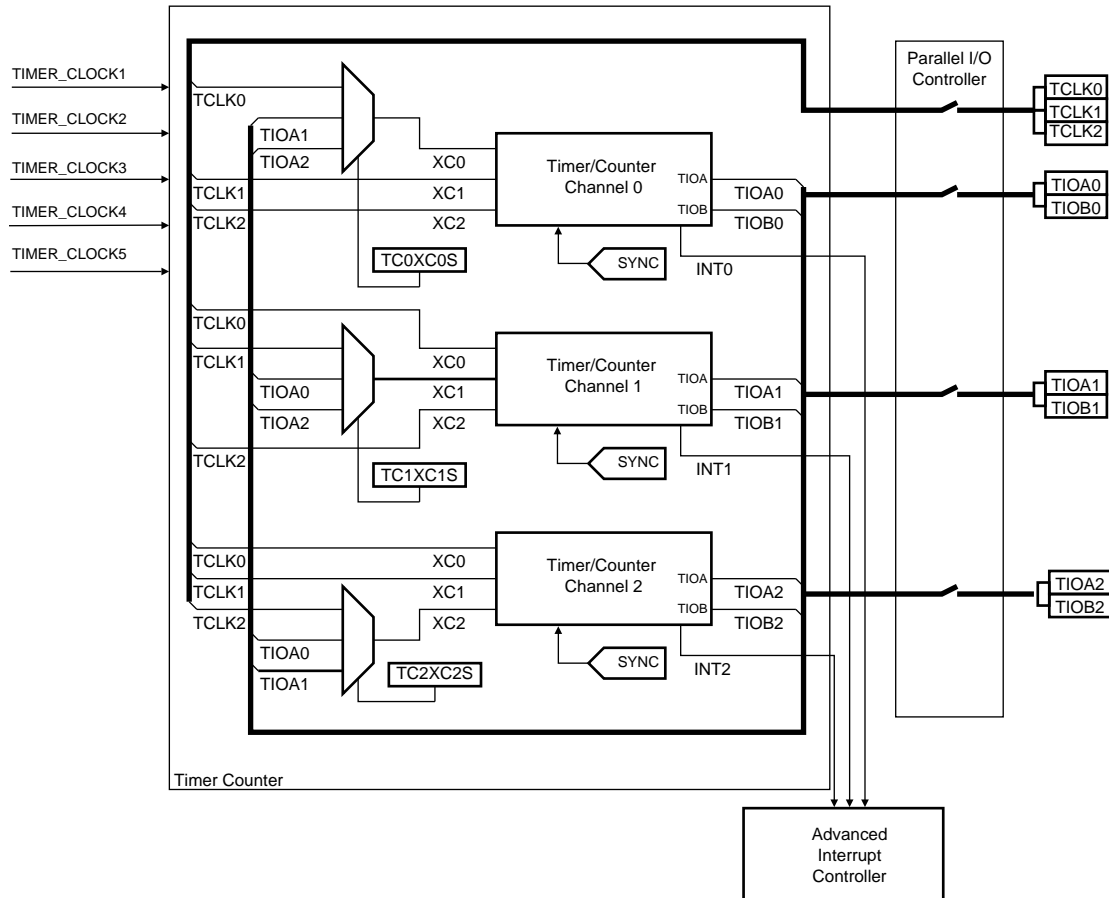 TIMER_CLOCK1
TIMER_CLOCK2
TIMER_CLOCK3
TIMER_CLOCK4
TIMER_CLOCK5
TCLK0
TIOA1
TIOA2
TCLK1
TCLK2
XC0
XC1
XC2
TC0XC0S
Timer/Counter
Channel 0
TIOA
TIOB
TIOA0
TIOB0
SYNC
INT0
TCLK0
TCLK1
TIOA0
TIOA2
TCLK2
XC0
XC1
XC2
TC1XC1S
Timer/Counter
Channel 1
TIOA
TIOB
TIOA1
TIOB1
SYNC
INT1
TCLK0
TCLK1
TCLK2
TIOA0
TIOA1
XC0
XC1
XC2
TC2XC2S
Timer/Counter
Channel 2
TIOA
TIOB
TIOA2
TIOB2
SYNC
INT2
Timer Counter
Parallel I/O
Controller
TCLK0
TCLK1
TCLK2
TIOA0
TIOB0
TIOA1
TIOB1
TIOA2
TIOB2
Advanced
Interrupt
Controller